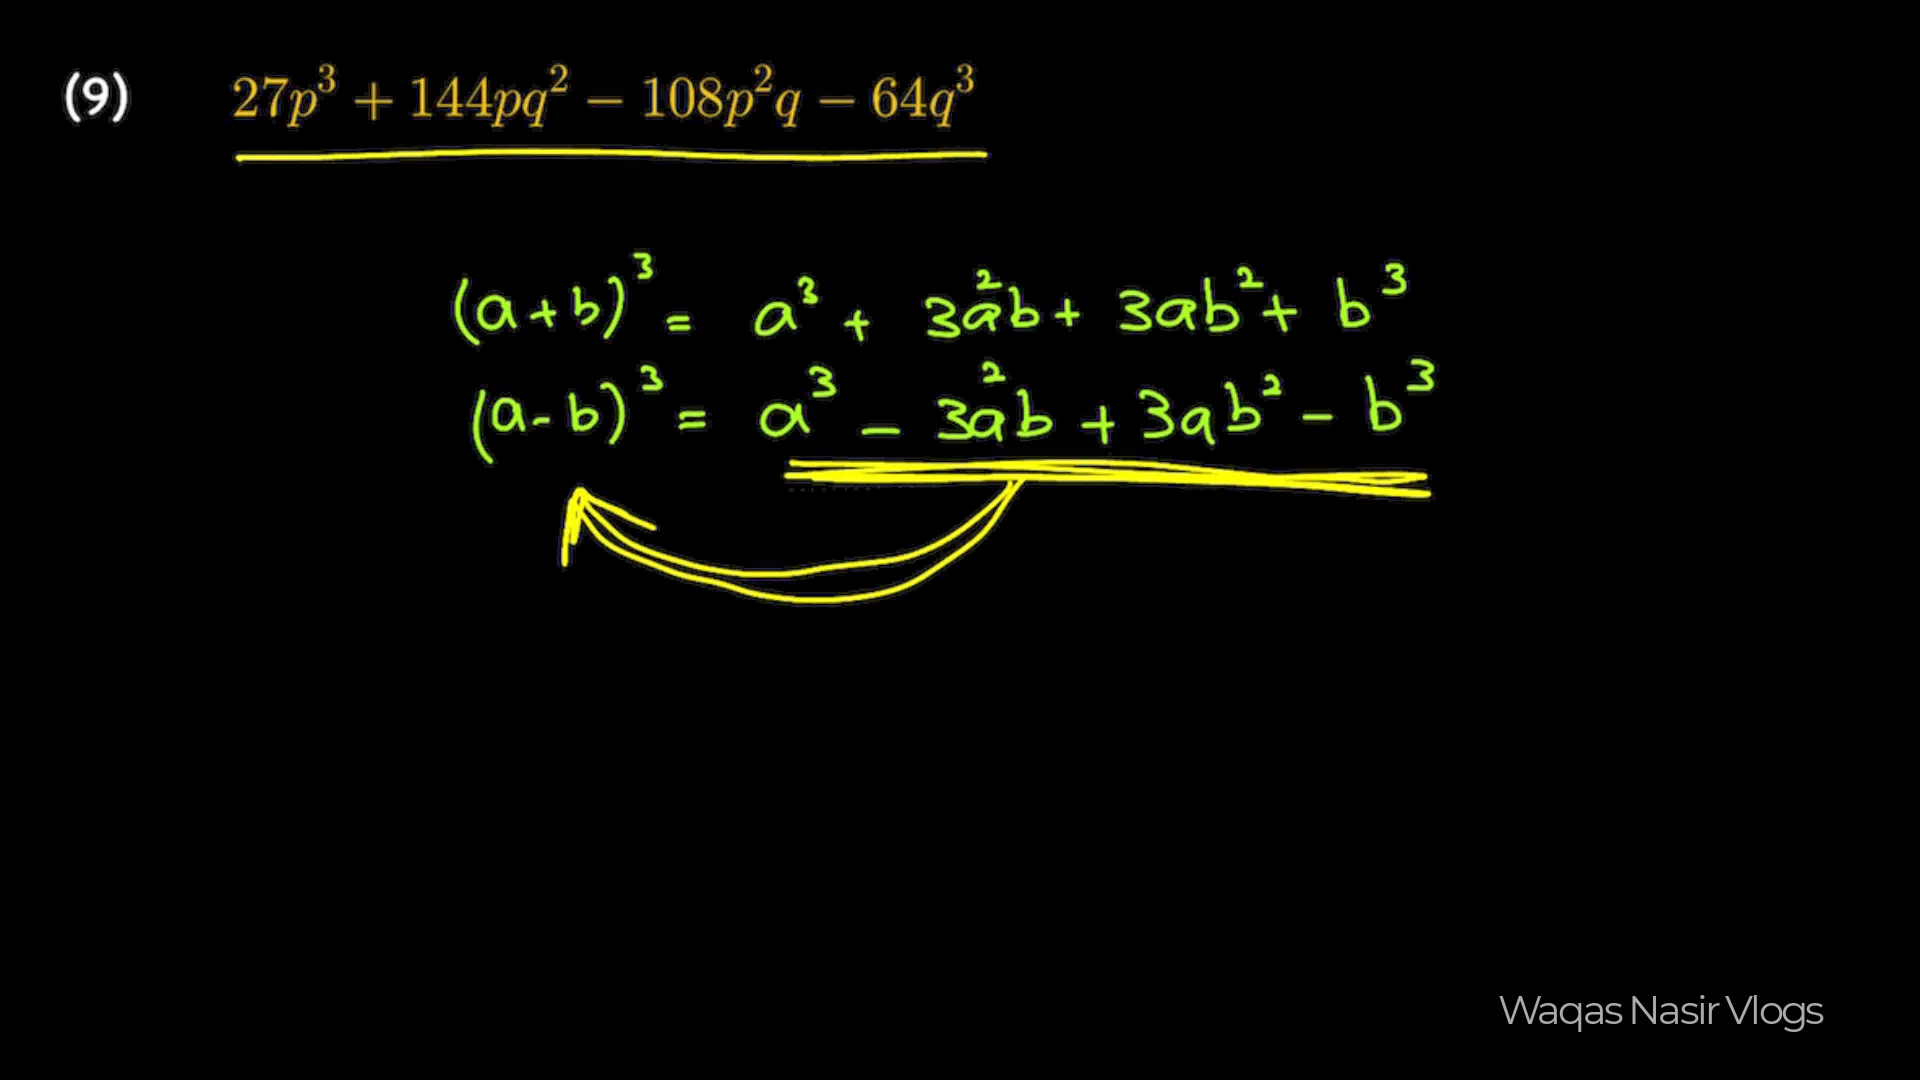 (9) 27p³ + 144pq² − 108p²q − 64q³
(a+b)³ = a³ + 3a²b + 3ab² + b³
(a-b)³ = a³ − 3a²b + 3ab² − b³
Waqas Nasir Vlogs